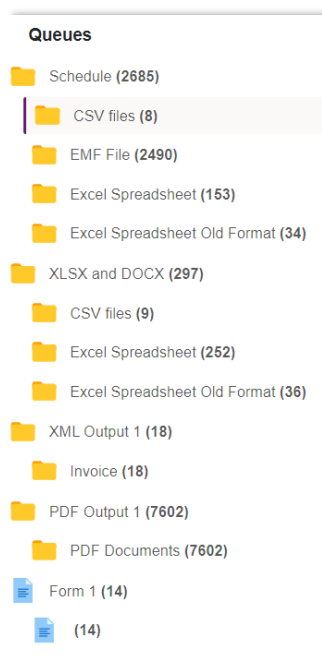 Queues
Schedule (2685)
CSV files (8)
EMF File (2490)
Excel Spreadsheet (153)
Excel Spreadsheet Old Format (34)
XLSX and DOCX (297)
CSV files (9)
Excel Spreadsheet (252)
Excel Spreadsheet Old Format (36)
XML Output 1 (18)
Invoice (18)
PDF Output 1 (7602)
PDF Documents (7602)
Form 1 (14)
(14)